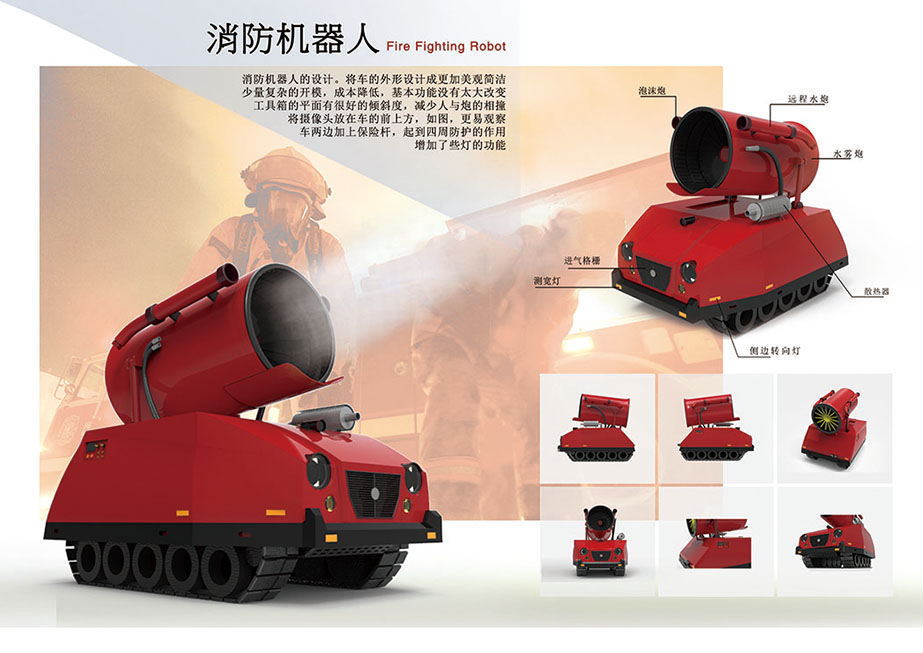 消防机器人 Fire Fighting Robot
消防机器人的设计。将车的外形设计成更加美观简洁
少量复杂的开模，成本降低，基本功能没有太大改变
工具箱的平面有很好的倾斜度，减少人与炮的相撞
将摄像头放在车的前上方，如图，更易观察
车两边加上保险杆，起到四周防护的作用
增加了些灯的功能
泡沫炮
远程水炮
水雾炮
进气格栅
测宽灯
散热器
侧边转向灯